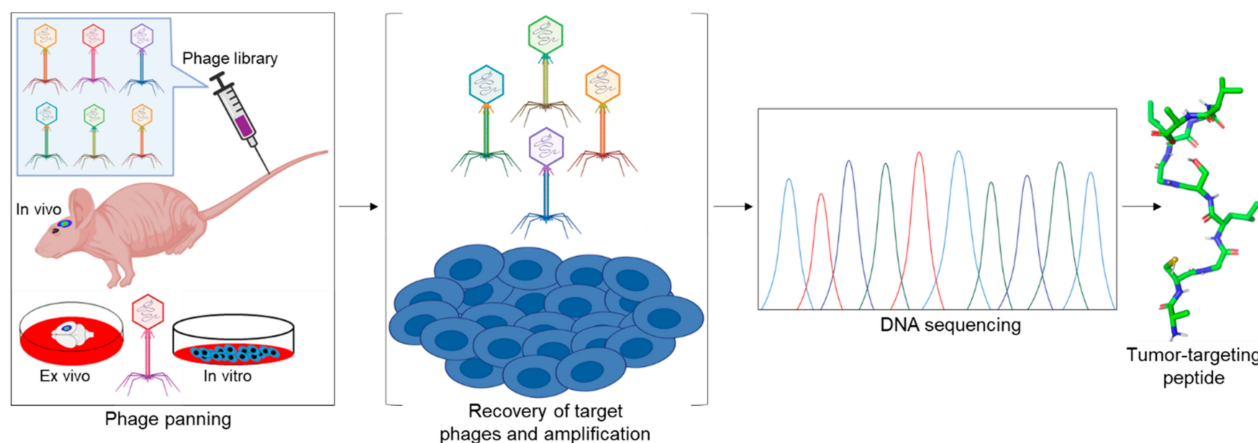 Phage library
In vivo
Ex vivo
In vitro
Phage panning
Recovery of target
phages and amplification
DNA sequencing
Tumor-targeting
peptide